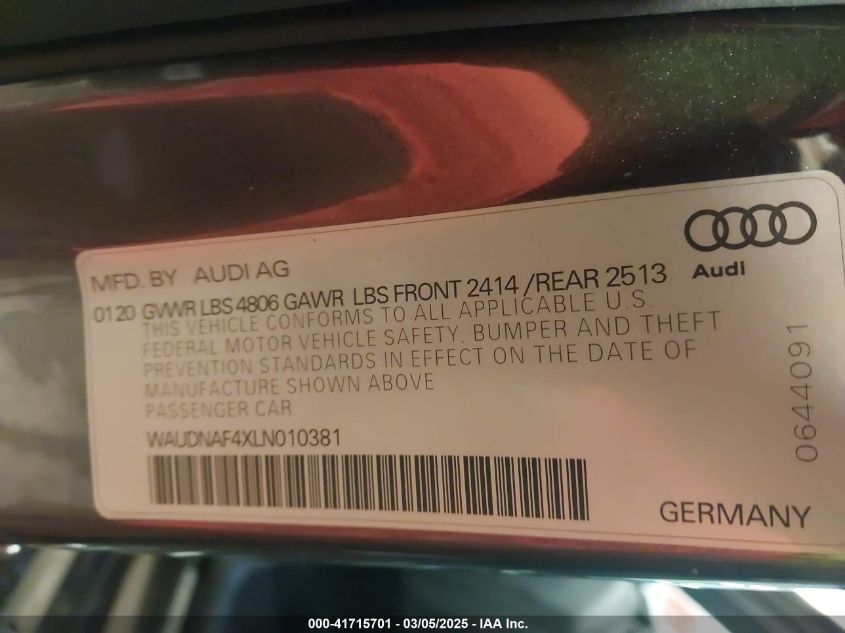 Audi
MFD. BY AUDI AG
0120 GVWR LBS 4806 GAWR LBS FRONT 2414 /REAR 2513
THIS VEHICLE CONFORMS TO ALL APPLICABLE U.S.
FEDERAL MOTOR VEHICLE SAFETY, BUMPER AND THEFT
PREVENTION STANDARDS IN EFFECT ON THE DATE OF
MANUFACTURE SHOWN ABOVE
PASSENGER CAR
WAUDNAF4XLN010381
0644091
GERMANY
000-41715701 - 03/05/2025 - IAA Inc.